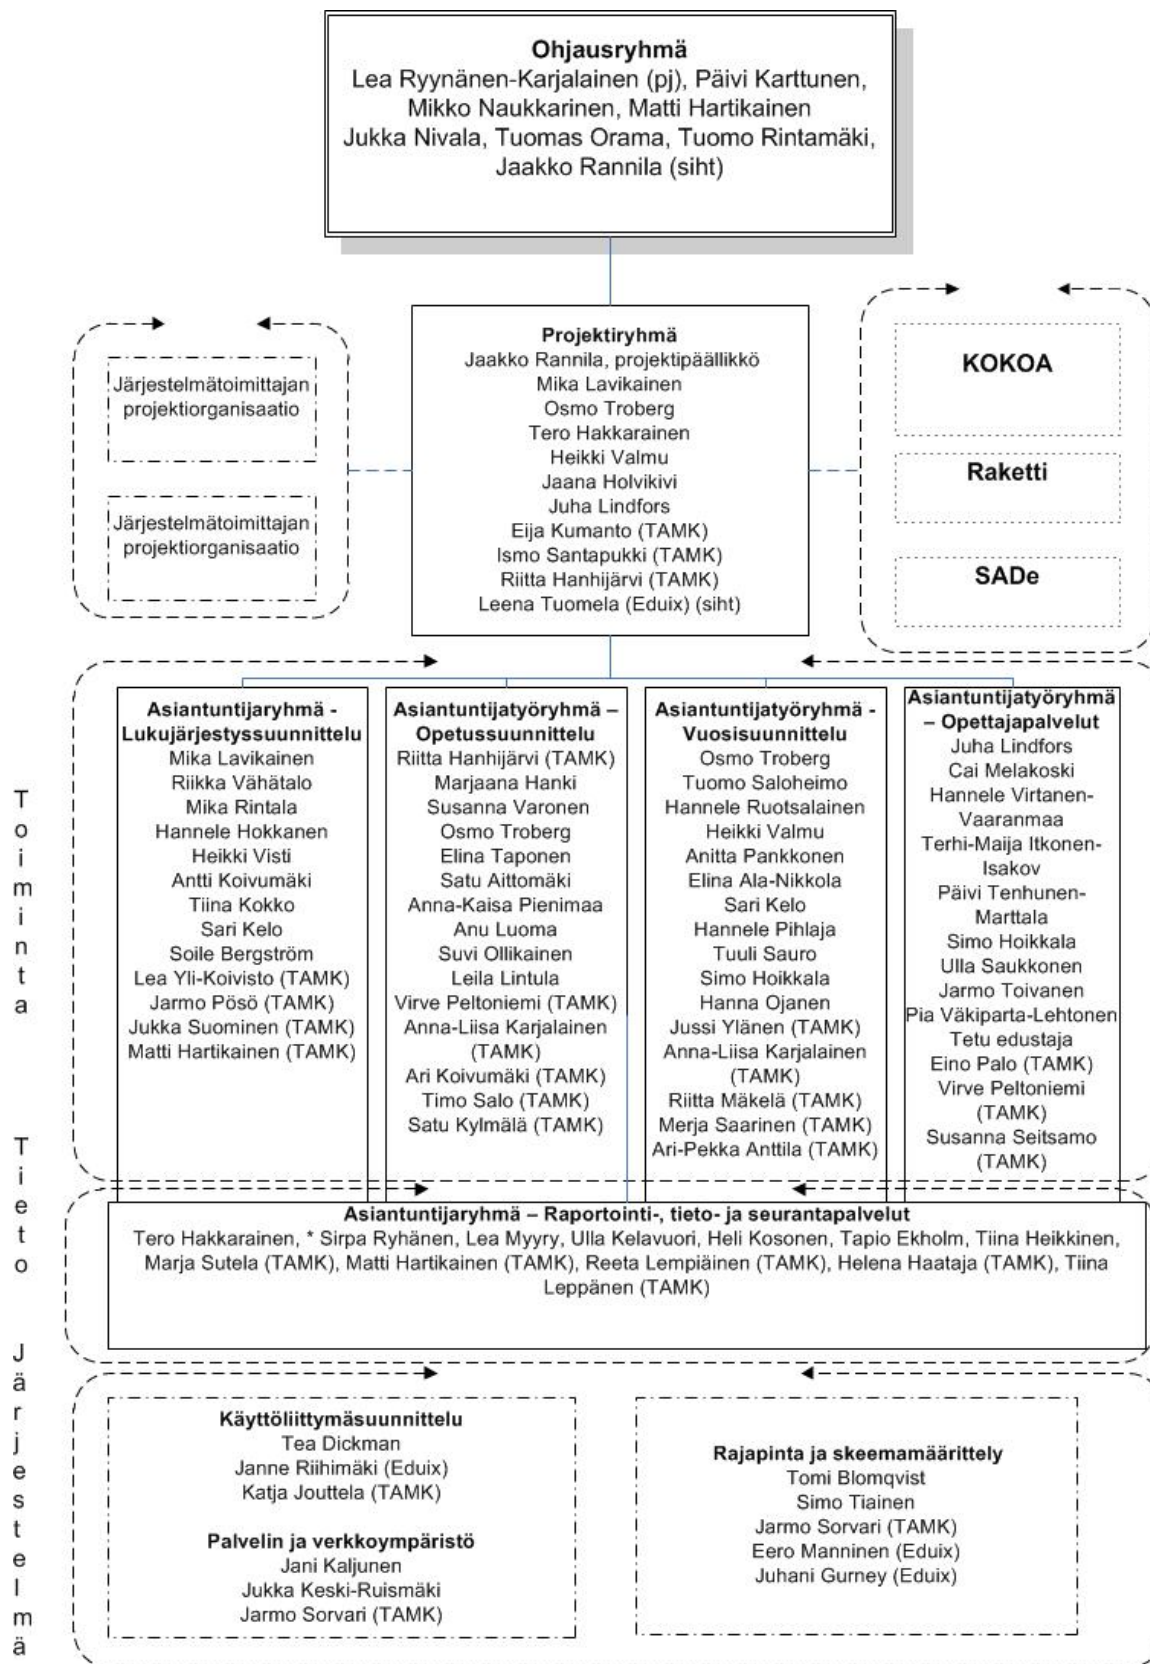 Ohjausryhmä
Lea Ryynänen-Karjalainen (pj), Päivi Karttunen,
Mikko Naukkarinen, Matti Hartikainen
Jukka Nivala, Tuomas Orama, Tuomo Rintamäki,
Jaakko Rannila (siht)
Järjestelmätoimittajan
projektiorganisaatio
Järjestelmätoimittajan
projektiorganisaatio
Projektiryhmä
Jaakko Rannila, projektipäällikkö
Mika Lavikainen
Osmo Troberg
Tero Hakkarainen
Heikki Valmu
Jaana Holvikivi
Juha Lindfors
Eija Kumanto (TAMK)
Ismo Santapukki (TAMK)
Riitta Hanhijärvi (TAMK)
Leena Tuomela (Eduix) (siht)
KOKOA
Raketti
SADe
Toiminta
Asiantuntijaryhmä -
Lukujärjestyssuunnittelu
Mika Lavikainen
Riikka Vähätalo
Mika Rintala
Hannele Hokkanen
Heikki Visti
Antti Koivumäki
Tiina Kokko
Sari Kelo
Soile Bergström
Lea Yli-Koivisto (TAMK)
Jarmo Pösö (TAMK)
Jukka Suominen (TAMK)
Matti Hartikainen (TAMK)
Asiantuntijatyöryhmä –
Opetussuunnittelu
Riitta Hanhijärvi (TAMK)
Marjaana Hanki
Susanna Varonen
Osmo Troberg
Elina Taponen
Satu Aittomäki
Anna-Kaisa Pienimaa
Anu Luoma
Suvi Ollikainen
Leila Lintula
Virve Peltoniemi (TAMK)
Anna-Liisa Karjalainen
(TAMK)
Ari Koivumäki (TAMK)
Timo Salo (TAMK)
Satu Kylmälä (TAMK)
Asiantuntijatyöryhmä -
Vuosisuunnittelu
Osmo Troberg
Tuomo Saloheimo
Hannele Ruotsalainen
Heikki Valmu
Anitta Pankkonen
Elina Ala-Nikkola
Sari Kelo
Hannele Pihlaja
Tuuli Sauro
Simo Hoikkala
Hanna Ojanen
Jussi Ylänen (TAMK)
Anna-Liisa Karjalainen
(TAMK)
Riitta Mäkelä (TAMK)
Merja Saarinen (TAMK)
Ari-Pekka Anttila (TAMK)
Asiantuntijatyöryhmä
– Opettajapalvelut
Juha Lindfors
Cai Melakoski
Hannele Virtanen-
Vaaranmaa
Terhi-Maija Itkonen-
Isakov
Päivi Tenhunen-
Marttala
Simo Hoikkala
Ulla Saukkonen
Jarmo Toivanen
Pia Väkiparta-Lehtonen
Tetu edustaja
Eino Palo (TAMK)
Virve Peltoniemi
(TAMK)
Susanna Seitsamo
(TAMK)
Tieto
Asiantuntijaryhmä – Raportointi-, tieto- ja seurantapalvelut
Tero Hakkarainen, * Sirpa Ryhänen, Lea Myyry, Ulla Kelavuori, Heli Kosonen, Tapio Ekholm, Tiina Heikkinen,
Marja Sutela (TAMK), Matti Hartikainen (TAMK), Reeta Lempiäinen (TAMK), Helena Haataja (TAMK), Tiina
Leppänen (TAMK)
Järjestelmä
Käyttöliittymäsuunnittelu
Tea Dickman
Janne Riihimäki (Eduix)
Katja Jouttela (TAMK)
Palvelin ja verkkoympäristö
Jani Kaljunen
Jukka Keski-Ruismäki
Jarmo Sorvari (TAMK)
Rajapinta ja skeemamäärittely
Tomi Blomqvist
Simo Tiainen
Jarmo Sorvari (TAMK)
Eero Manninen (Eduix)
Juhani Gurney (Eduix)